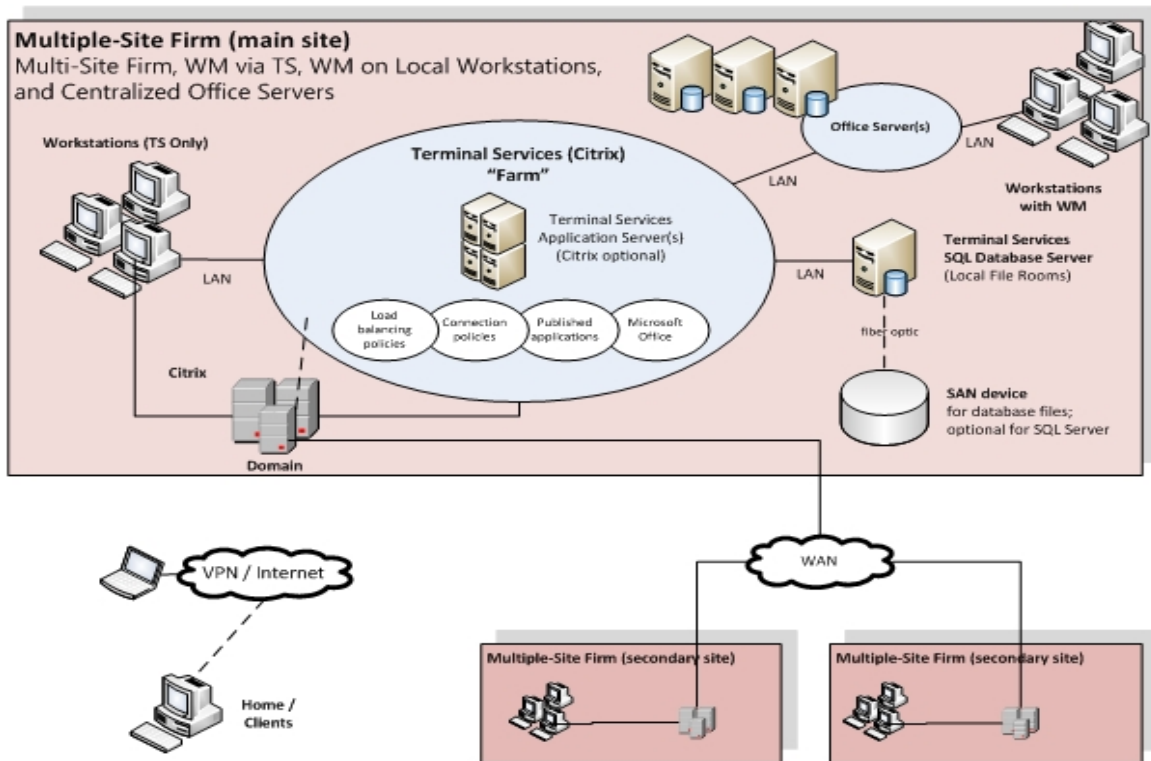 Multiple-Site Firm (main site)
Multi-Site Firm, WM via TS, WM on Local Workstations,
and Centralized Office Servers
Workstations (TS Only)
Terminal Services (Citrix)
"Farm"
Terminal Services
Application Server(s)
(Citrix optional)
Load
balancing
policies
Connection
policies
Published
applications
Microsoft
Office
LAN
Office Server(s)
LAN
LAN
Workstations
with WM
LAN
Terminal Services
SQL Database Server
(Local File Rooms)
fiber optic
SAN device
for database files;
optional for SQL Server
Citrix
Domain
VPN / Internet
WAN
Home /
Clients
Multiple-Site Firm (secondary site)
Multiple-Site Firm (secondary site)